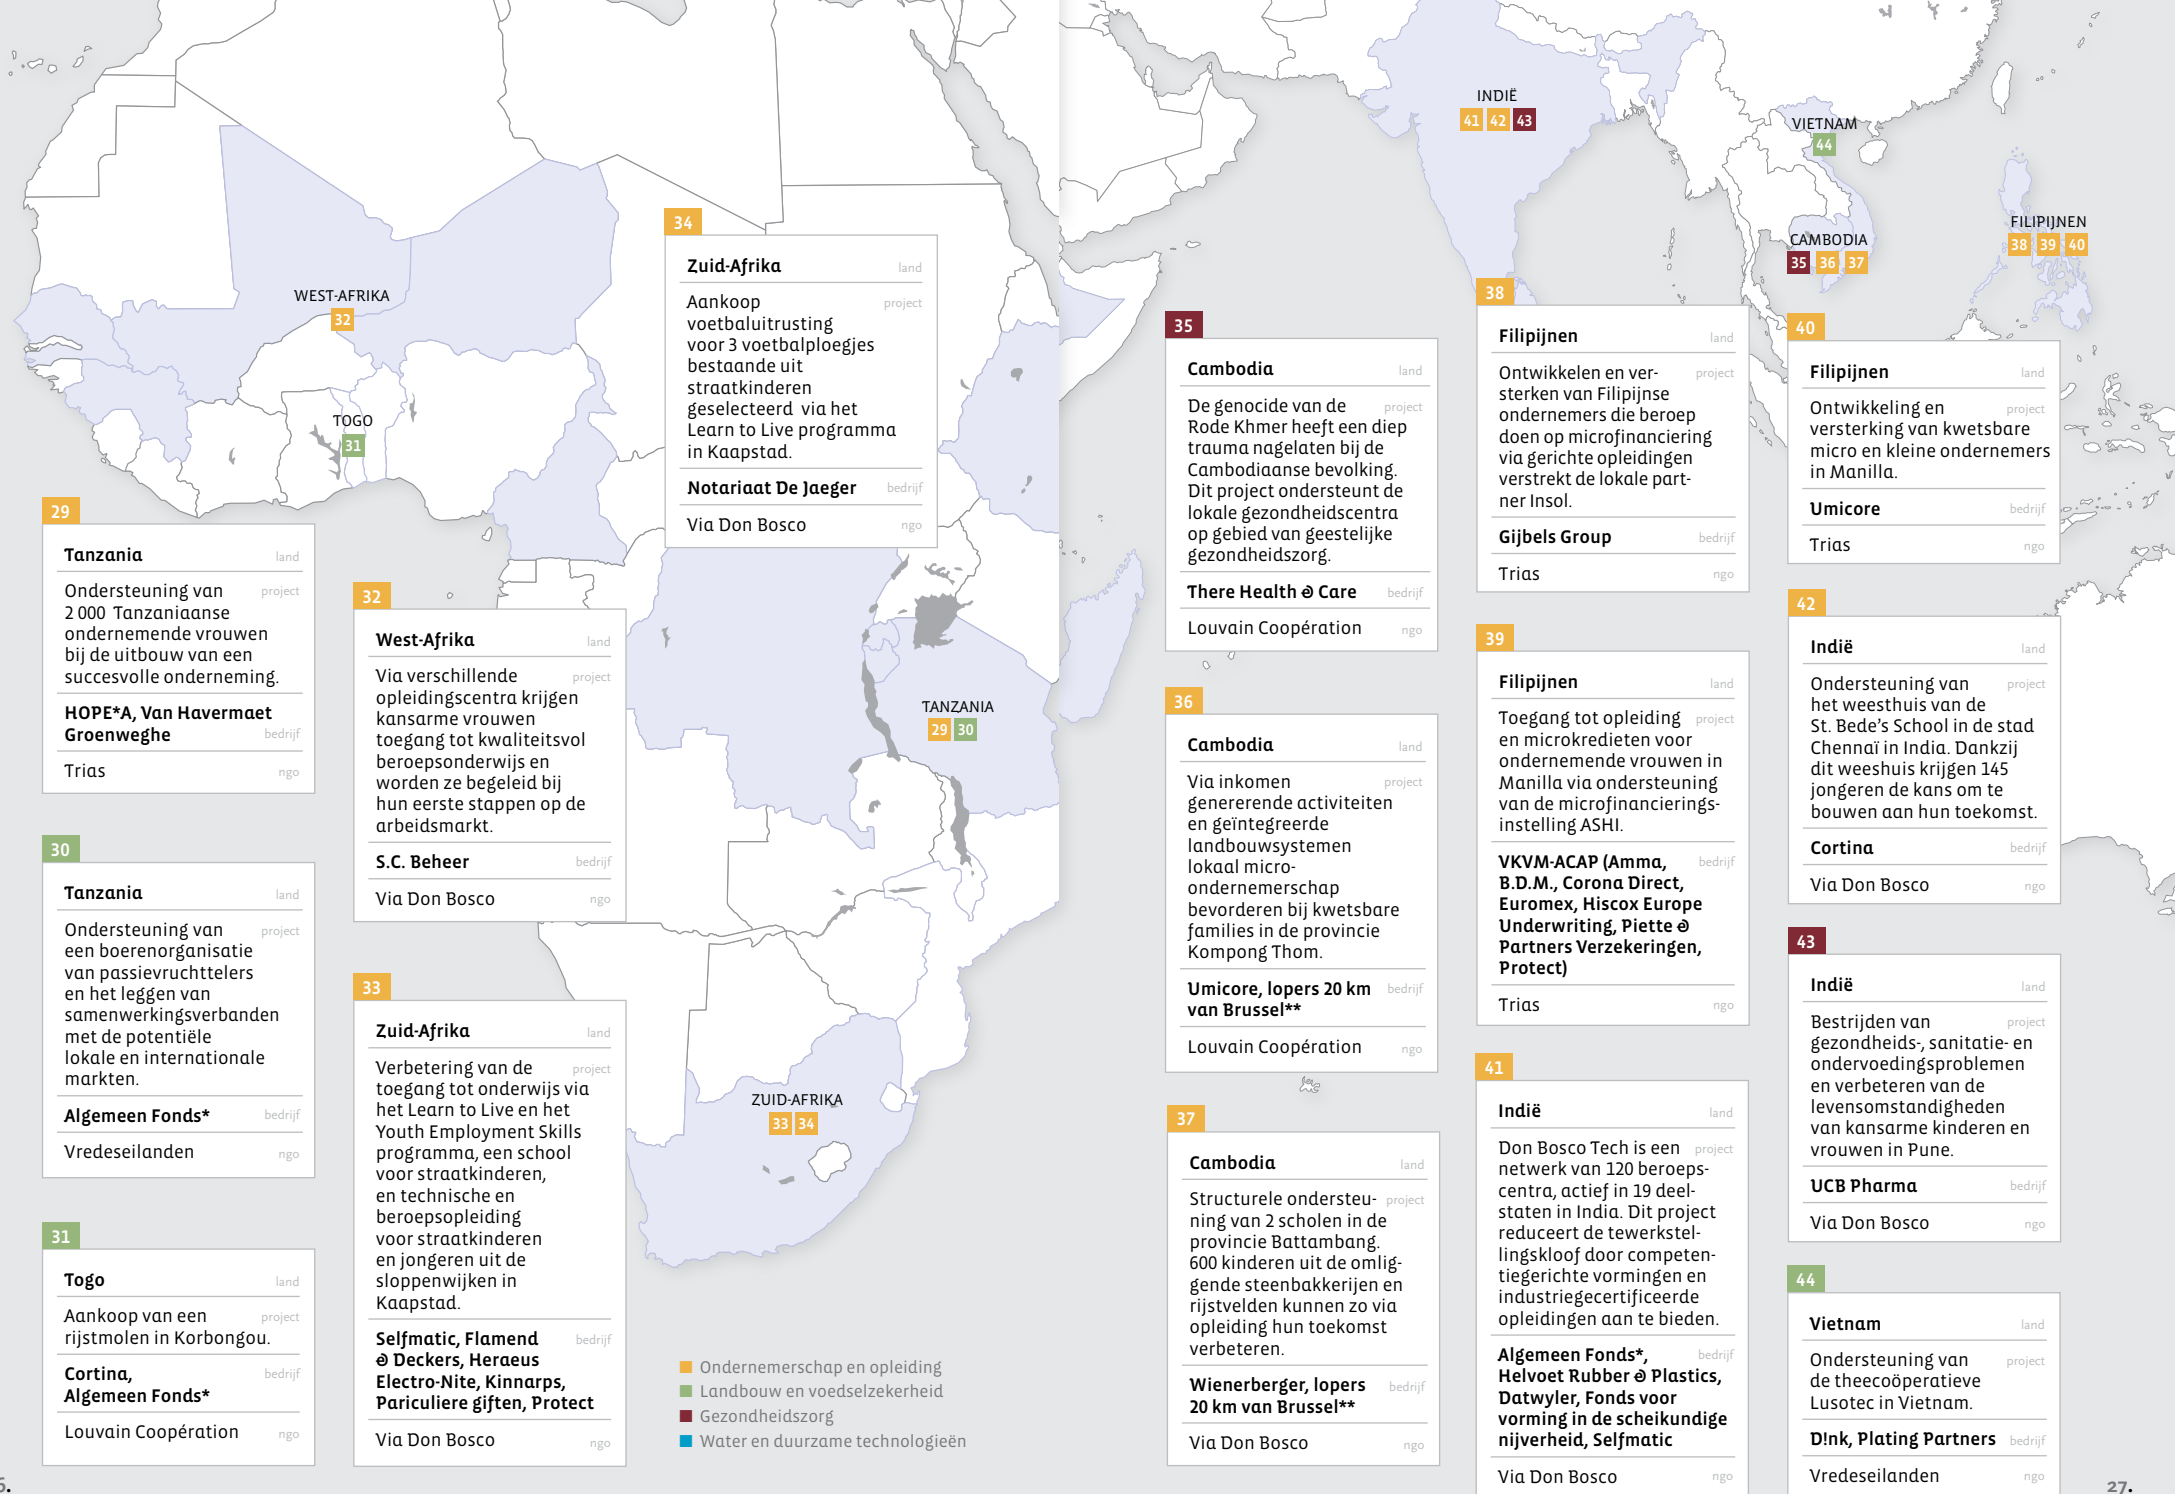 WEST-AFRIKA
32
TOGO
31
TANZANIA
29 30
ZUID-AFRIKA
33 34
INDIË
41 42 43
VIETNAM
44
CAMBODIA
35 36 37
FILIPIJNEN
38 39 40
29
Tanzania land
Ondersteuning van project
2 000 Tanzaniaanse
ondernemende vrouwen
bij de uitbouw van een
succesvolle onderneming.
HOPE*A, Van Havermaet
Groenweghe bedrijf
Trias ngo
30
Tanzania land
Ondersteuning van project
een boerenorganisatie
van passievruchttelers
en het leggen van
samenwerkingsverbanden
met de potentiële
lokale en internationale
markten.
Algemeen Fonds* bedrijf
Vredeseilanden ngo
31
Togo land
Aankoop van een project
rijstmolen in Korbongou.
Cortina, bedrijf
Algemeen Fonds*
Louvain Coopération ngo
32
West-Afrika land
Via verschillende project
opleidingscentra krijgen
kansarme vrouwen
toegang tot kwaliteitsvol
beroepsonderwijs en
worden ze begeleid bij
hun eerste stappen op de
arbeidsmarkt.
S.C. Beheer bedrijf
Via Don Bosco ngo
33
Zuid-Afrika land
Verbetering van de project
toegang tot onderwijs via
het Learn to Live en het
Youth Employment Skills
programma, een school
voor straatkinderen,
en technische en
beroepsopleiding
voor straatkinderen
en jongeren uit de
sloppenwijken in
Kaapstad.
Selfmatic, Flamend bedrijf
& Deckers, Heraeus
Electro-Nite, Kinnarps,
Pariculiere giften, Protect
Via Don Bosco ngo
34
Zuid-Afrika land
Aankoop project
voetbaluitrusting
voor 3 voetbalploegjes
bestaande uit
straatkinderen
geselecteerd via het
Learn to Live programma
in Kaapstad.
Notariaat De Jaeger bedrijf
Via Don Bosco ngo
Ondernemerschap en opleiding
Landbouw en voedselzekerheid
Gezondheidszorg
Water en duurzame technologieën
35
Cambodia land
De genocide van de project
Rode Khmer heeft een diep
trauma nagelaten bij de
Cambodiaanse bevolking.
Dit project ondersteunt de
lokale gezondheidscentra
op gebied van geestelijke
gezondheidszorg.
There Health & Care bedrijf
Louvain Coopération ngo
36
Cambodia land
Via inkomen project
genererende activiteiten
en geïntegreerde
landbouwsystemen
lokaal micro-
ondernemerschap
bevorderen bij kwetsbare
families in de provincie
Kompong Thom.
Umicore, lopers 20 km bedrijf
van Brussel**
Louvain Coopération ngo
37
Cambodia land
Structurele ondersteu- project
ning van 2 scholen in de
provincie Battambang.
600 kinderen uit de omlig-
gende steenbakkerijen en
rijstvelden kunnen zo via
opleiding hun toekomst
verbeteren.
Wienerberger, lopers bedrijf
20 km van Brussel**
Via Don Bosco ngo
38
Filipijnen land
Ontwikkelen en ver- project
sterken van Filipijnse
ondernemers die beroep
doen op microfinanciering
via gerichte opleidingen
verstrekt de lokale part-
ner Insol.
Gijbels Group bedrijf
Trias ngo
39
Filipijnen land
Toegang tot opleiding project
en microkredieten voor
ondernemende vrouwen in
Manilla via ondersteuning
van de microfinancierings-
instelling ASHI.
VKVM-ACAP (Amma, bedrijf
B.D.M., Corona Direct,
Euromex, Hiscox Europe
Underwriting, Piette &
Partners Verzekeringen,
Protect)
Trias ngo
41
Indië land
Don Bosco Tech is een project
netwerk van 120 beroeps-
centra, actief in 19 deel-
staten in India. Dit project
reduceert de tewerkstel-
lingskloof door competen-
tiegerichte vormingen en
industriegecertificeerde
opleidingen aan te bieden.
Algemeen Fonds*, bedrijf
Helvoet Rubber & Plastics,
Datwyler, Fonds voor
vorming in de scheikundige
nijverheid, Selfmatic
Via Don Bosco ngo
40
Filipijnen land
Ontwikkeling en project
versterking van kwetsbare
micro en kleine ondernemers
in Manilla.
Umicore bedrijf
Trias ngo
42
Indië land
Ondersteuning van project
het weesthuis van de
St. Bede's School in de stad
Chennaï in India. Dankzij
dit weeshuis krijgen 145
jongeren de kans om te
bouwen aan hun toekomst.
Cortina bedrijf
Via Don Bosco ngo
43
Indië land
Bestrijden van project
gezondheids-, sanitatie- en
ondervoedingsproblemen
en verbeteren van de
levensomstandigheden
van kansarme kinderen en
vrouwen in Pune.
UCB Pharma bedrijf
Via Don Bosco ngo
44
Vietnam land
Ondersteuning van project
de theecoöperatieve
Lusotec in Vietnam.
D!nk, Plating Partners bedrijf
Vredeseilanden ngo
27.